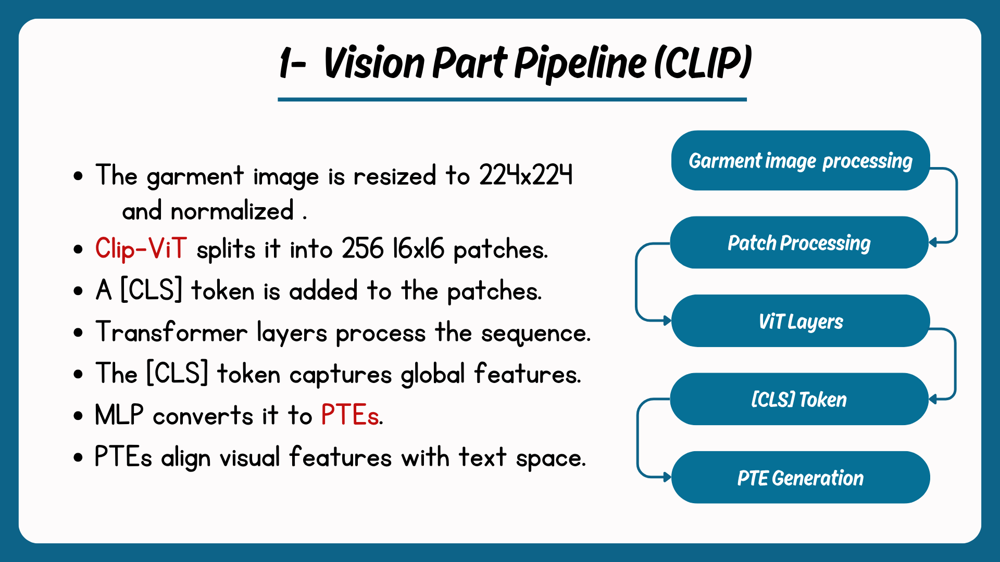 1- Vision Part Pipeline (CLIP)
• The garment image is resized to 224x224
and normalized .
• Clip-ViT splits it into 256 16x16 patches.
• A [CLS] token is added to the patches.
• Transformer layers process the sequence.
• The [CLS] token captures global features.
• MLP converts it to PTEs.
• PTEs align visual features with text space.
Garment image processing
Patch Processing
ViT Layers
[CLS] Token
PTE Generation